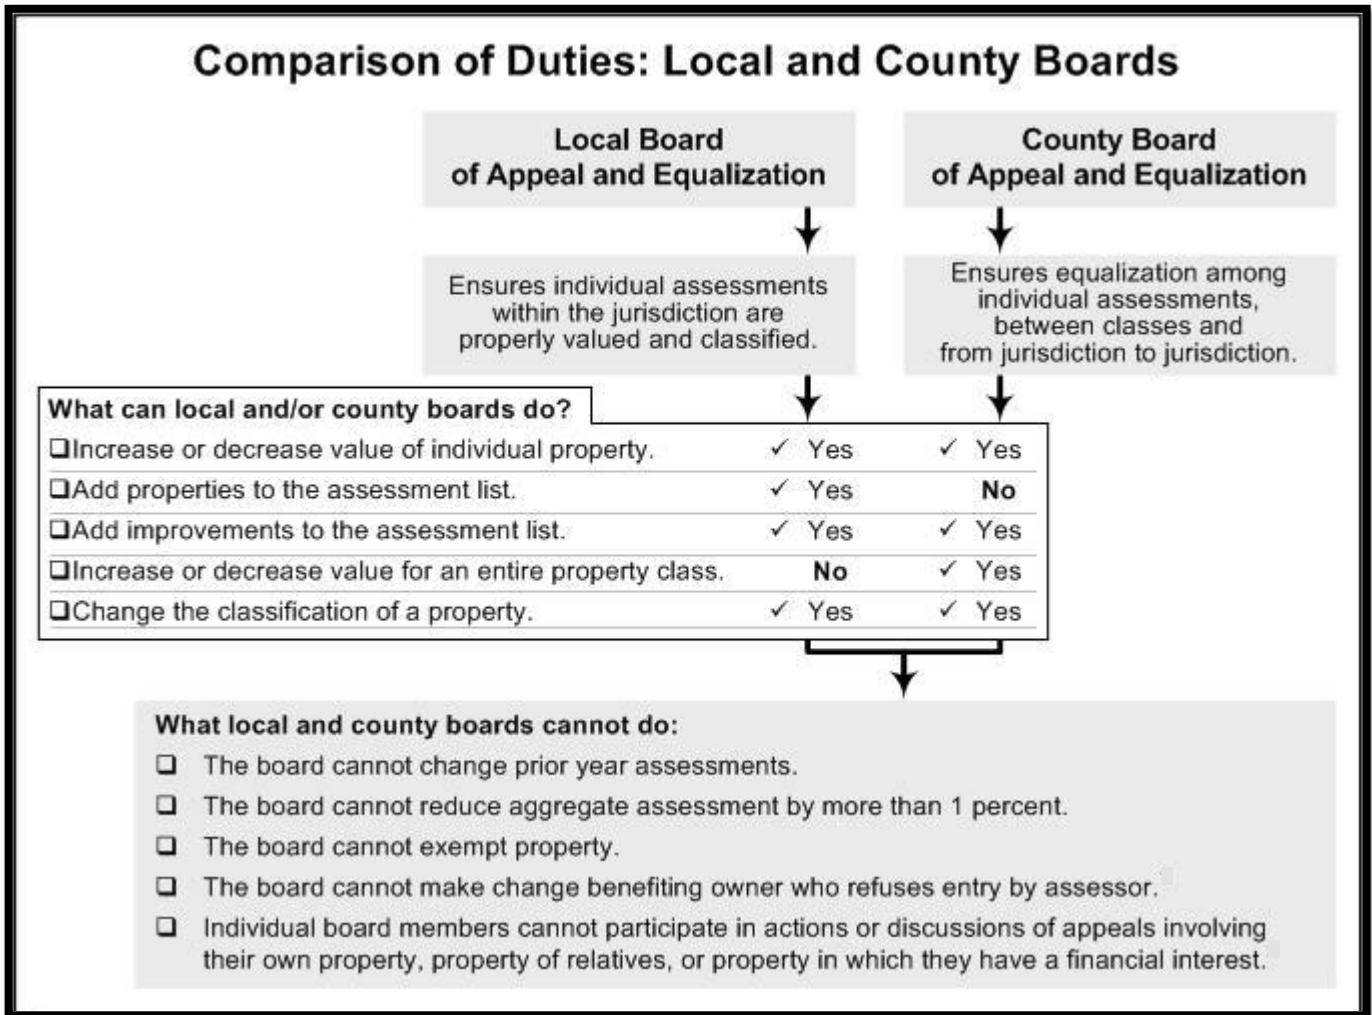 Comparison of Duties: Local and County Boards
Local Board
of Appeal and Equalization
County Board
of Appeal and Equalization
Ensures individual assessments
within the jurisdiction are
properly valued and classified.
Ensures equalization among
individual assessments,
between classes and
from jurisdiction to jurisdiction.
What can local and/or county boards do?
❑Increase or decrease value of individual property. ✓ Yes ✓ Yes
❑Add properties to the assessment list. ✓ Yes No
❑Add improvements to the assessment list. ✓ Yes ✓ Yes
❑Increase or decrease value for an entire property class. No ✓ Yes
❑Change the classification of a property. ✓ Yes ✓ Yes
What local and county boards cannot do:
❑ The board cannot change prior year assessments.
❑ The board cannot reduce aggregate assessment by more than 1 percent.
❑ The board cannot exempt property.
❑ The board cannot make change benefiting owner who refuses entry by assessor.
❑ Individual board members cannot participate in actions or discussions of appeals involving
their own property, property of relatives, or property in which they have a financial interest.